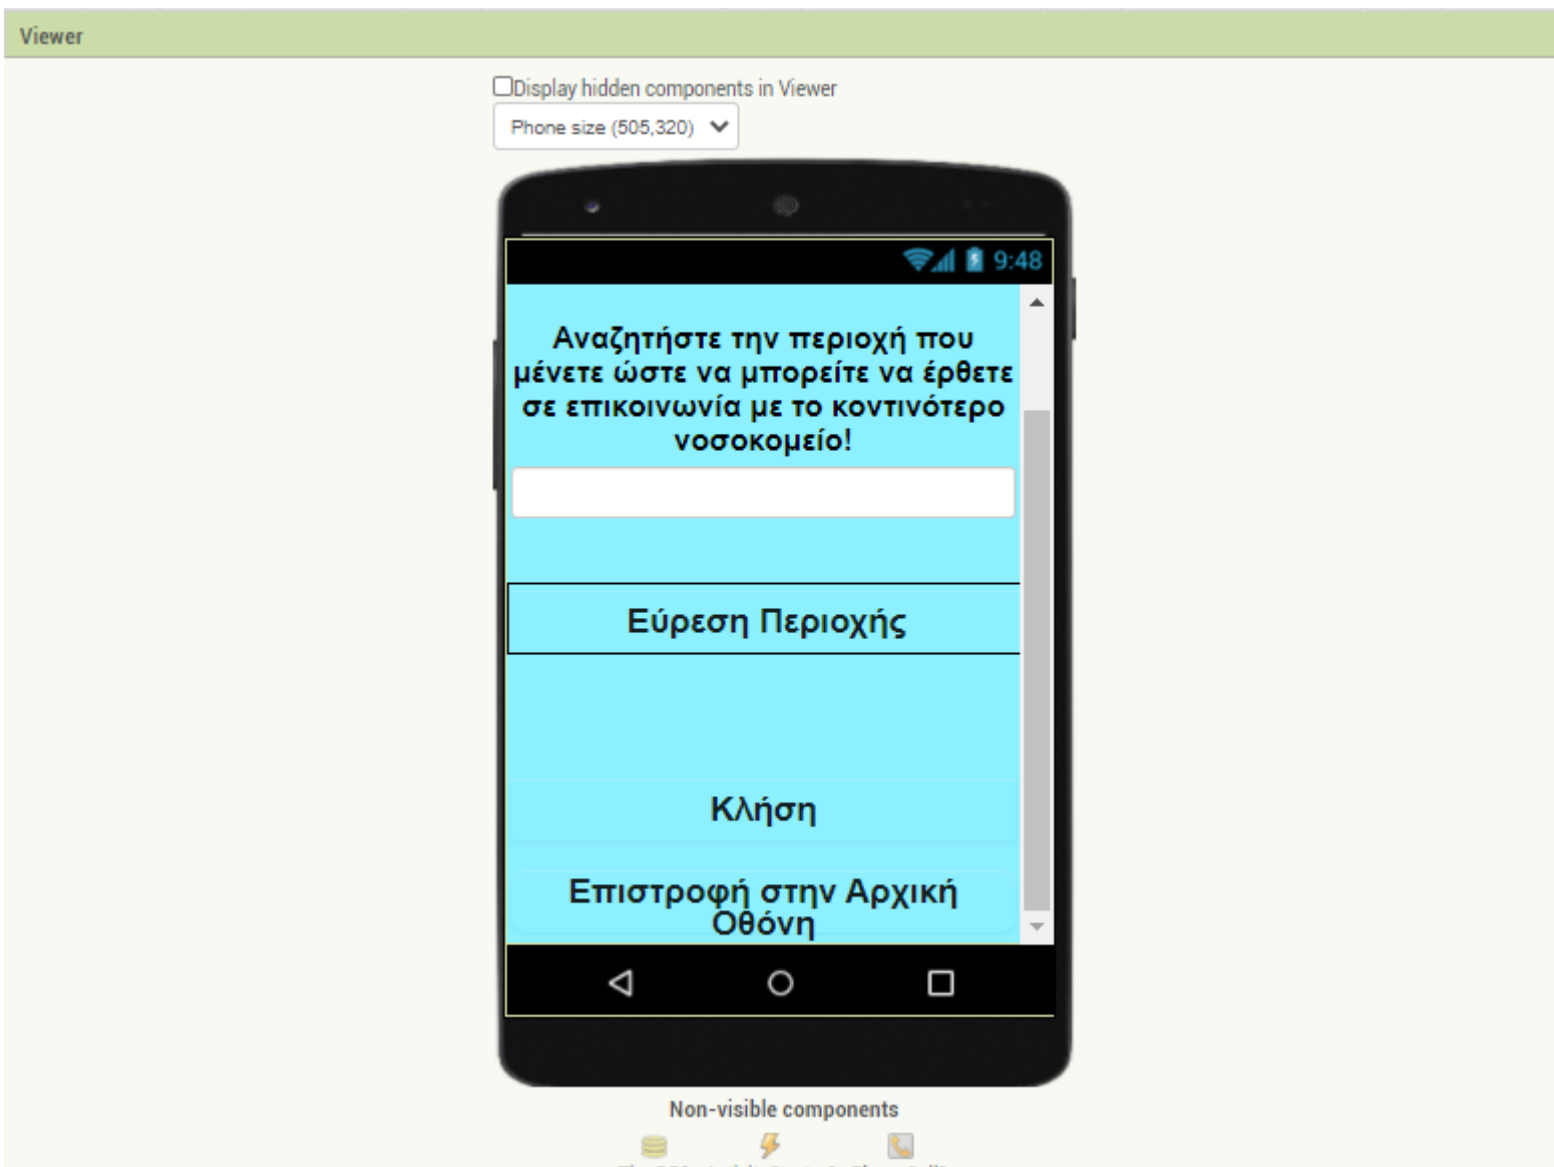 Viewer
Display hidden components in Viewer
Phone size (505,320)
9:48
Αναζητήστε την περιοχή που
μένετε ώστε να μπορείτε να έρθετε
σε επικοινωνία με το κοντινότερο
νοσοκομείο!
Εύρεση Περιοχής
Κλήση
Επιστροφή στην Αρχική
Οθόνη
Non-visible components